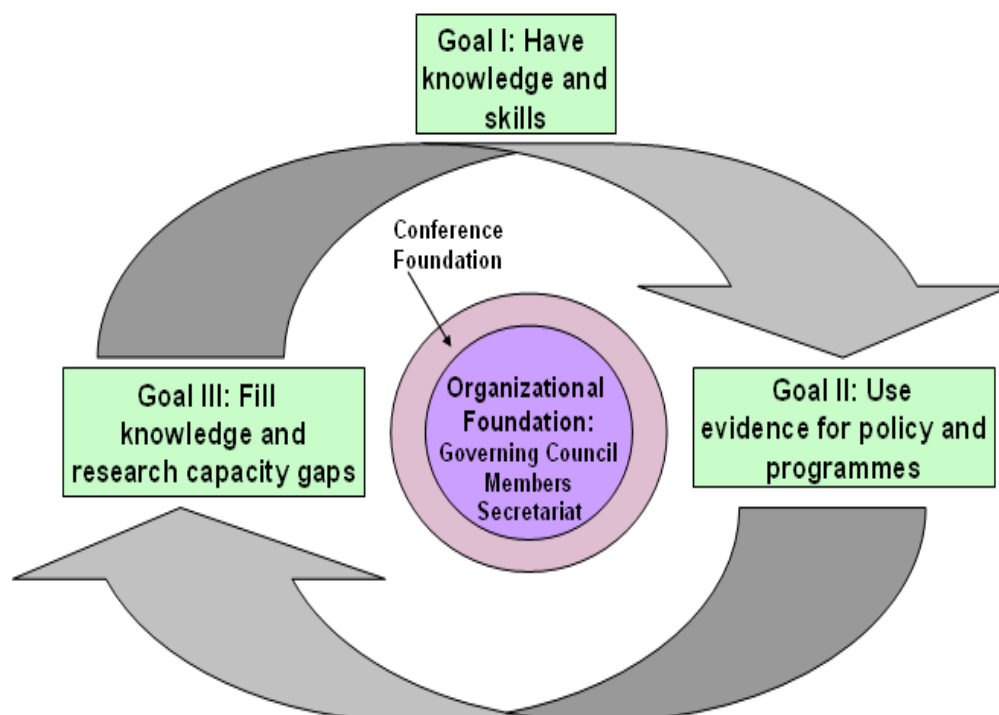 Goal I: Have
knowledge and
skills
Conference
Foundation
Organizational
Foundation:
Governing Council
Members
Secretariat
Goal III: Fill
knowledge and
research capacity gaps
Goal II: Use
evidence for policy and
programmes